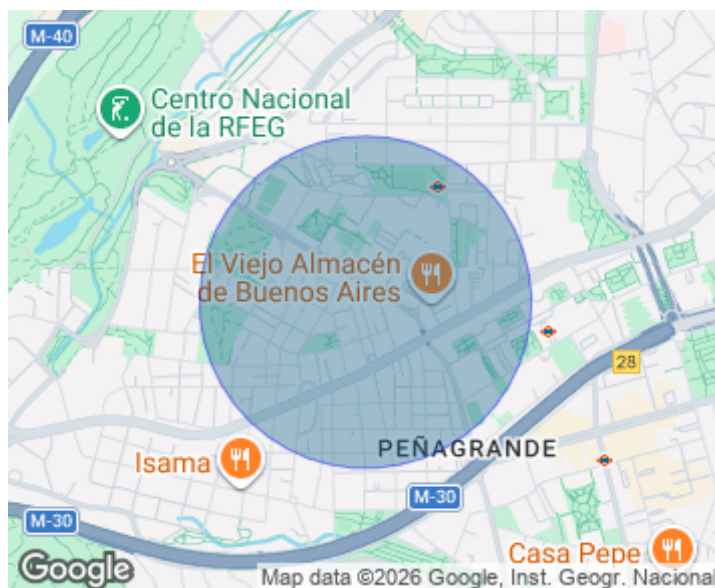 M-40
Centro Nacional
de la RFEG
El Viejo Almacén
de Buenos Aires
28
PEÑAGRANDE
Isama
M-30
M-30
Casa Pepe
Google
Map data ©2026 Google, Inst. Geogr. Nacional